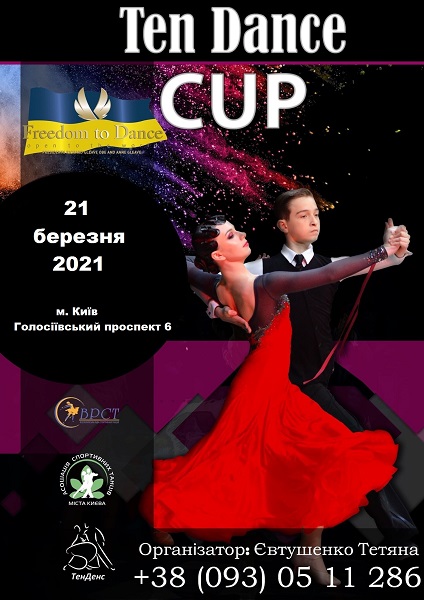 Ten Dance
CUP
Freedom to Dance
21
березня
2021
м. Київ
Голосіївський проспект 6
ВРСТ
АСОЦІАЦІЯ СПОРТИВНИХ ТАНЦІВ
МІСТА КИЄВА
ТенДенс
Організатор: Євтушенко Тетяна
+38 (093) 05 11 286